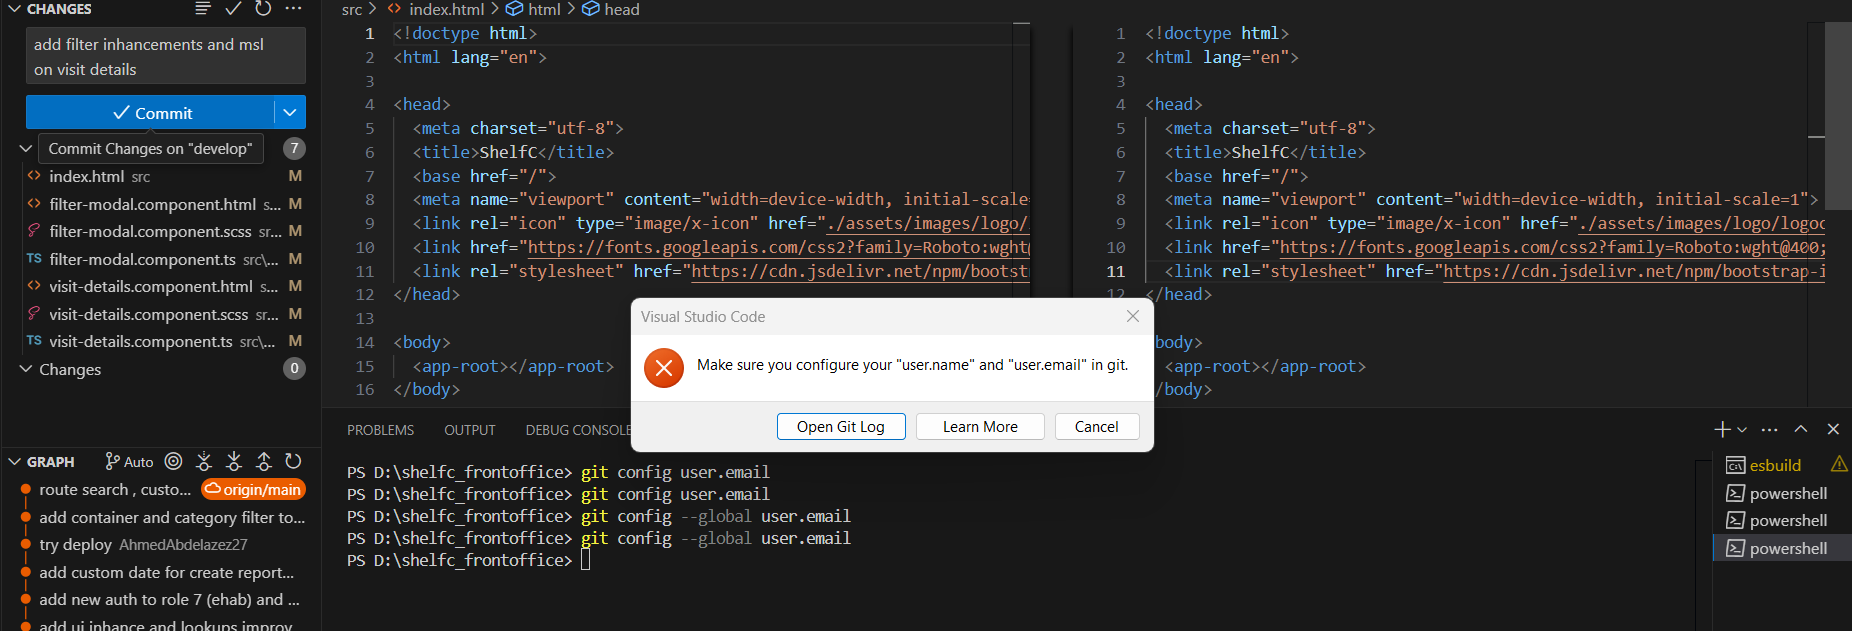 CHANGES
add filter inhancements and msl
on visit details
Commit
Commit Changes on "develop"
7
index.html src
M
filter-modal.component.html s...
M
filter-modal.component.scss sr...
M
TS filter-modal.component.ts src\...
M
visit-details.component.html s...
M
visit-details.component.scss sr...
M
TS visit-details.component.ts src\...
M
Changes
0
GRAPH
Auto
route search , custo...
origin/main
add container and category filter to...
try deploy AhmedAbdelazez27
add custom date for create report...
add new auth to role 7 (ehab) and ...
add ui inhance and lookups improv
src > <> index.html > html > head
1 <!doctype html>
2 <html lang="en">
3
4 <head>
5 <meta charset="utf-8">
6 <title>ShelfC</title>
7 <base href="/">
8 <meta name="viewport" content="width=device-width, initial-scale=
9 <link rel="icon" type="image/x-icon" href="./assets/images/logo/
10 <link href="https://fonts.googleapis.com/css2?family=Roboto:wght@
11 <link rel="stylesheet" href="https://cdn.jsdelivr.net/npm/bootst
12 </head>
13
14 <body>
15 <app-root></app-root>
16 </body>
1 <!doctype html>
2 <html lang="en">
3
4 <head>
5 <meta charset="utf-8">
6 <title>ShelfC</title>
7 <base href="/">
8 <meta name="viewport" content="width=device-width, initial-scale=1">
9 <link rel="icon" type="image/x-icon" href="./assets/images/logo/logoc
10 <link href="https://fonts.googleapis.com/css2?family=Roboto:wght@400;
11 <link rel="stylesheet" href="https://cdn.jsdelivr.net/npm/bootstrap-i
12 </head>
body>
<app-root></app-root>
/body>
Visual Studio Code
Make sure you configure your "user.name" and "user.email" in git.
Open Git Log
Learn More
Cancel
PROBLEMS
OUTPUT
DEBUG CONSOLE
PS D:\shelfc_frontoffice> git config user.email
PS D:\shelfc_frontoffice> git config user.email
PS D:\shelfc_frontoffice> git config --global user.email
PS D:\shelfc_frontoffice> git config --global user.email
PS D:\shelfc_frontoffice>
esbuild
powershell
powershell
powershell